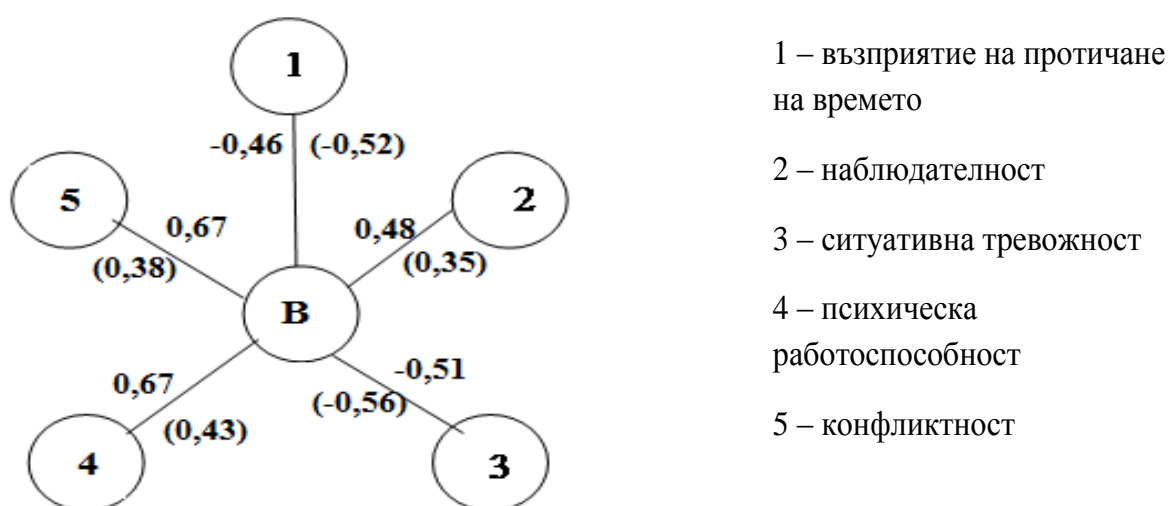 1
-0,46 (-0,52)
5
2
0,67
0,48
(0,38)
(0,35)
B
0,67
-0,51
(0,43)
(-0,56)
4
3
1 – възприятие на протичане
на времето
2 – наблюдателност
3 – ситуативна тревожност
4 – психическа
работоспособност
5 – конфликтност